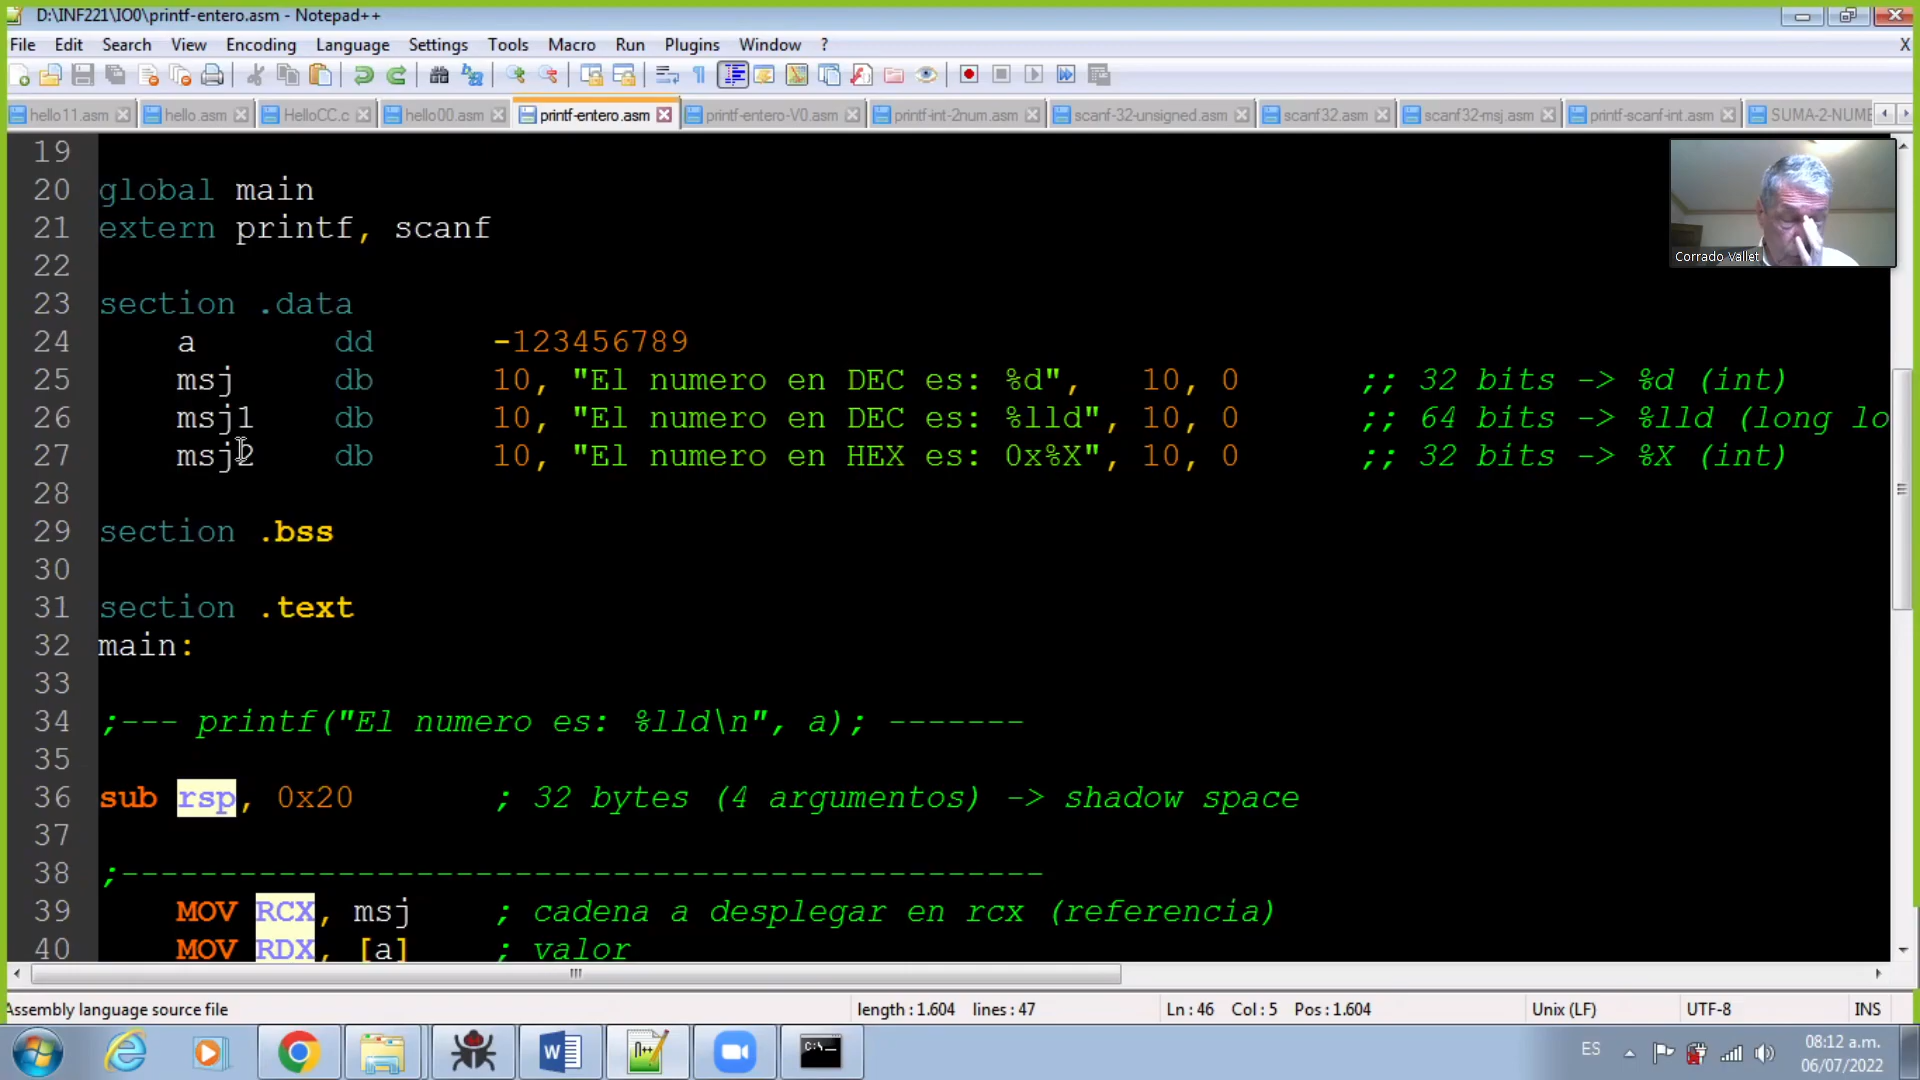 D:\INF221\IO0\printf-entero.asm - Notepad++
File Edit Search View Encoding Language Settings Tools Macro Run Plugins Window ? X
hello11.asm hello.asm HelloCC.c hello00.asm printf-entero.asm printf-entero-V0.asm printf-int-2num.asm scanf-32-unsigned.asm scanf32.asm scanf32-msj.asm printf-scanf-int.asm SUMA-2-NUME
19
20 global main
21 extern printf, scanf
22
23 section .data
24 a dd -123456789
25 msj db 10, "El numero en DEC es: %d", 10, 0 ;; 32 bits -> %d (int)
26 msj1 db 10, "El numero en DEC es: %lld", 10, 0 ;; 64 bits -> %lld (long lo
27 msj2 db 10, "El numero en HEX es: 0x%X", 10, 0 ;; 32 bits -> %X (int)
28
29 section .bss
30
31 section .text
32 main:
33
34 ;--- printf("El numero es: %lld\n", a); -------
35
36 sub rsp, 0x20 ; 32 bytes (4 argumentos) -> shadow space
37
38 ;-----------------------------------------------
39 MOV RCX, msj ; cadena a desplegar en rcx (referencia)
40 MOV RDX, [a] ; valor
Corrado Vallet
Assembly language source file length : 1.604 lines : 47 Ln : 46 Col : 5 Pos : 1.604 Unix (LF) UTF-8 INS
ES 08:12 a.m.
06/07/2022